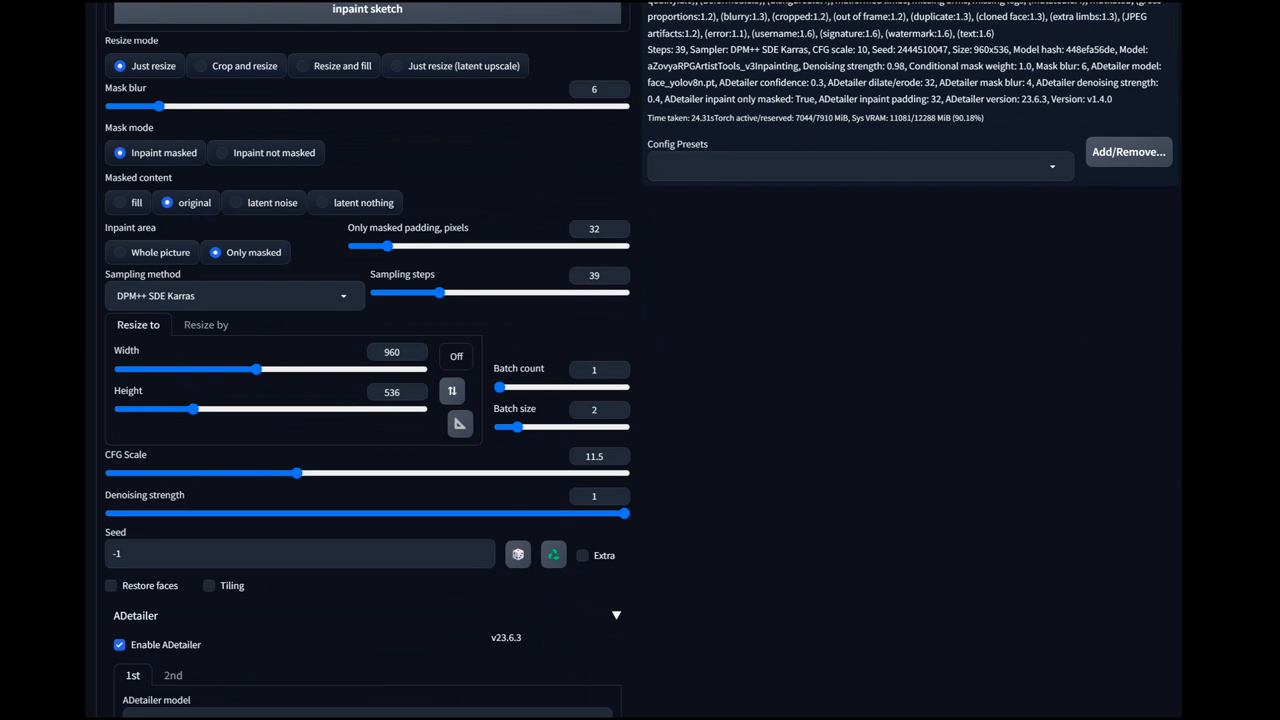 inpaint sketch
Resize mode
Just resize
Crop and resize
Resize and fill
Just resize (latent upscale)
Mask blur
6
Mask mode
Inpaint masked
Inpaint not masked
Masked content
fill
original
latent noise
latent nothing
Inpaint area
Whole picture
Only masked
Only masked padding, pixels
32
Sampling method
DPM++ SDE Karras
Sampling steps
39
Resize to
Resize by
Width
960
Off
Height
536
Batch count
1
Batch size
2
CFG Scale
11.5
Denoising strength
1
Seed
-1
Extra
Restore faces
Tiling
ADetailer
v23.6.3
Enable ADetailer
1st
2nd
ADetailer model
proportions:1.2), (blurry:1.3), (cropped:1.2), (out of frame:1.2), (duplicate:1.3), (cloned face:1.3), (extra limbs:1.3), (JPEG
artifacts:1.2), (error:1.1), (username:1.6), (signature:1.6), (watermark:1.6), (text:1.6)
Steps: 39, Sampler: DPM++ SDE Karras, CFG scale: 10, Seed: 2444510047, Size: 960x536, Model hash: 448efa56de, Model:
aZovyaRPGArtistTools_v3Inpainting, Denoising strength: 0.98, Conditional mask weight: 1.0, Mask blur: 6, ADetailer model:
face_yolov8n.pt, ADetailer confidence: 0.3, ADetailer dilate/erode: 32, ADetailer mask blur: 4, ADetailer denoising strength:
0.4, ADetailer inpaint only masked: True, ADetailer inpaint padding: 32, ADetailer version: 23.6.3, Version: v1.4.0
Time taken: 24.31sTorch active/reserved: 7044/7910 MiB, Sys VRAM: 11081/12288 MiB (90.18%)
Config Presets
Add/Remove...